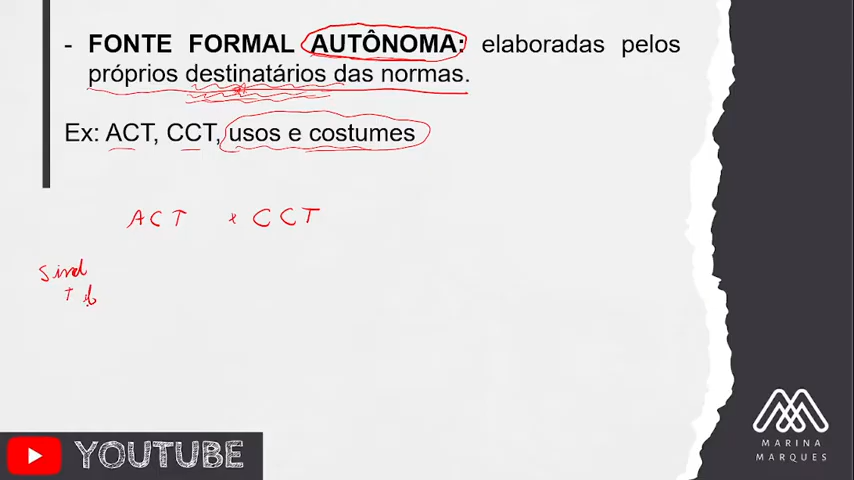 - FONTE FORMAL AUTÔNOMA: elaboradas pelos
próprios destinatários das normas.
Ex: ACT, CCT, usos e costumes
ACT x CCT
Sind
YOUTUBE
MARINA
MARQUES